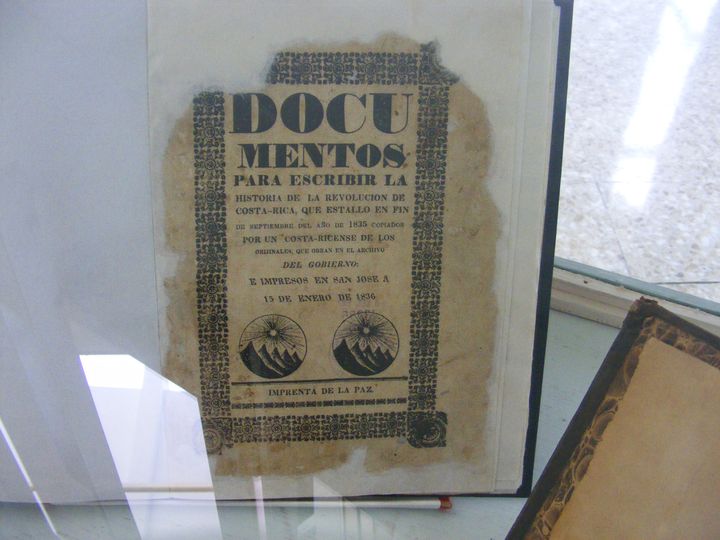 DOCU
MENTOS
PARA ESCRIBIR LA
HISTORIA DE LA REVOLUCION DE
COSTA-RICA, QUE ESTALLO EN FIN
DE SEPTIEMBRE DEL AÑO DE 1835 COPIADOS
POR UN COSTA-RICENSE DE LOS
ORIJINALES, QUE OBRAN EN EL ARCHIVO
DEL GOBIERNO:
E IMPRESOS EN SAN JOSE A
15 DE ENERO DE 1836
IMPRENTA DE LA PAZ.